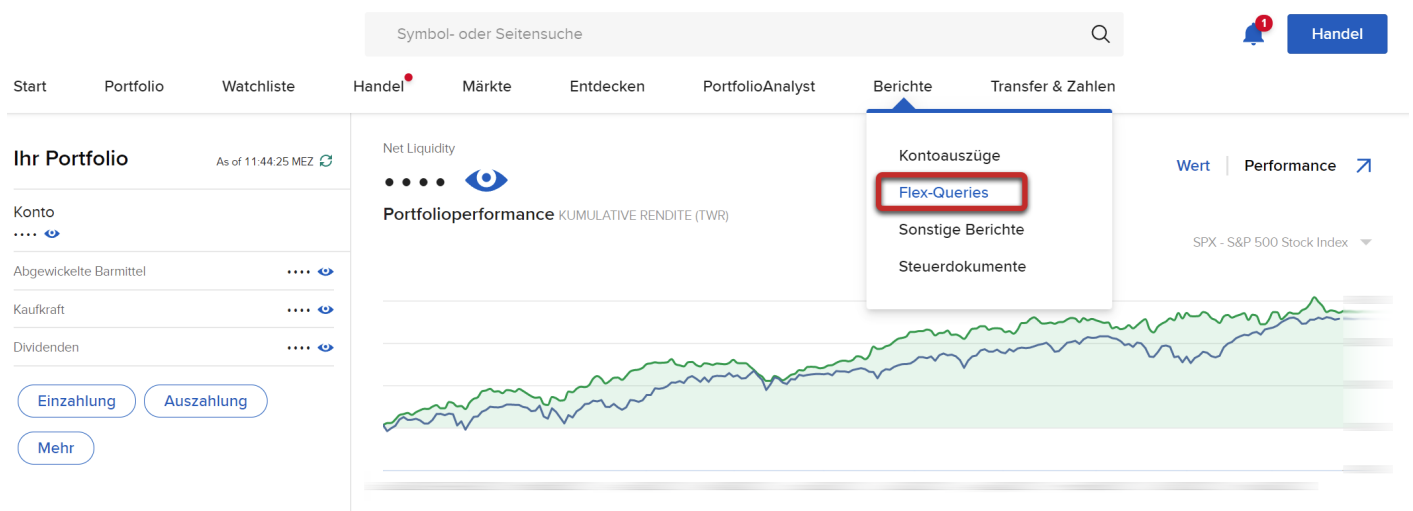 Symbol- oder Seitensuche
1
Handel
Start Portfolio Watchliste Handel Märkte Entdecken PortfolioAnalyst Berichte Transfer & Zahlen
Ihr Portfolio As of 11:44:25 MEZ
Konto
••••
Abgewickelte Barmittel ••••
Kaufkraft ••••
Dividenden ••••
Einzahlung Auszahlung
Mehr
Net Liquidity
••••
Portfolioperformance KUMULATIVE RENDITE (TWR)
Kontoauszüge
Flex-Queries
Sonstige Berichte
Steuerdokumente
Wert Performance
SPX - S&P 500 Stock Index